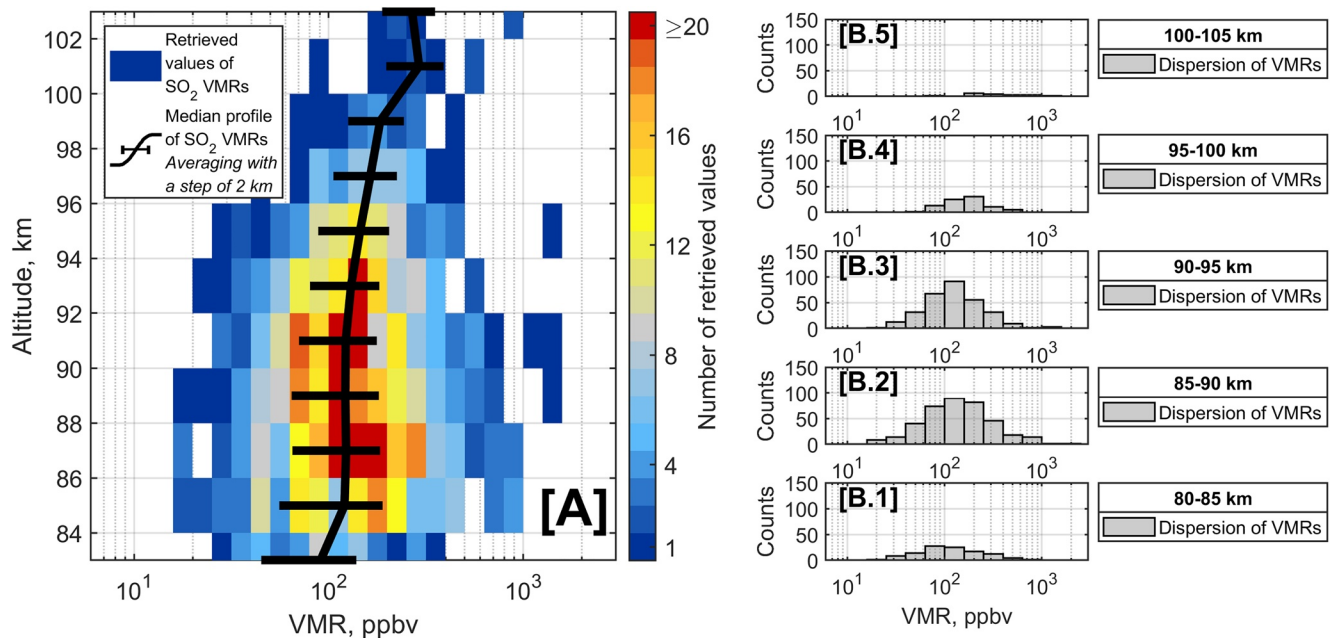 102
100
98
96
94
92
90
88
86
84
Altitude, km
Retrieved
values of
SO2 VMRs
Median profile
of SO2 VMRs
Averaging with
a step of 2 km
[A]
10^1
10^2
10^3
VMR, ppbv
≥20
16
12
8
4
1
Number of retrieved values
[B.5]
Counts
150
100
50
0
10^1
10^2
10^3
100-105 km
Dispersion of VMRs
[B.4]
Counts
150
100
50
0
10^1
10^2
10^3
95-100 km
Dispersion of VMRs
[B.3]
Counts
150
100
50
0
10^1
10^2
10^3
90-95 km
Dispersion of VMRs
[B.2]
Counts
150
100
50
0
10^1
10^2
10^3
85-90 km
Dispersion of VMRs
[B.1]
Counts
150
100
50
0
10^1
10^2
10^3
VMR, ppbv
80-85 km
Dispersion of VMRs